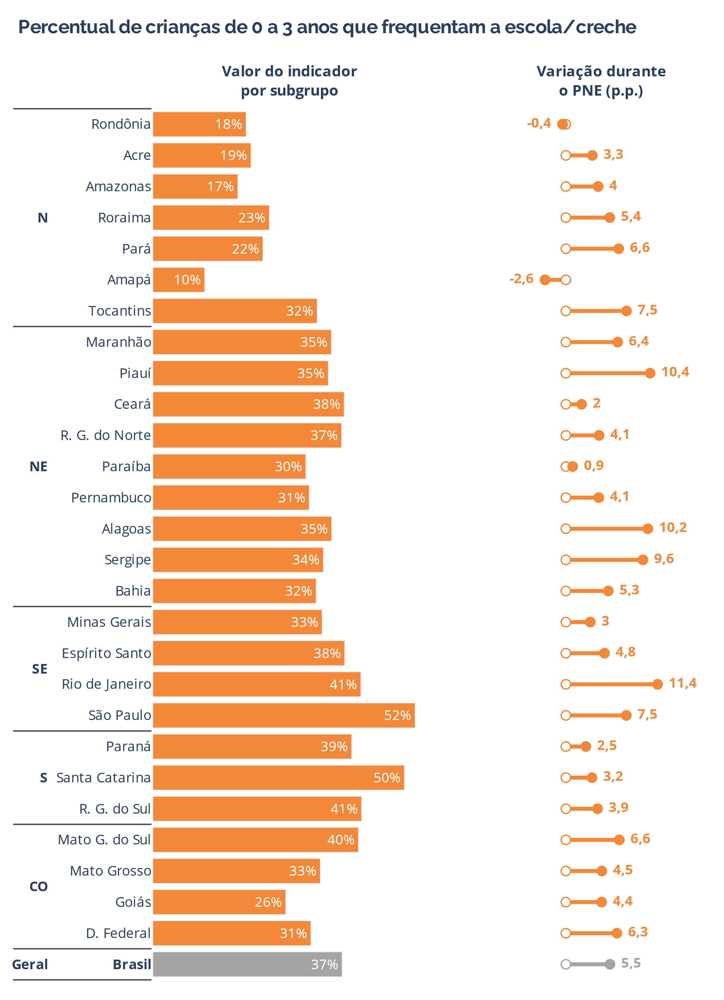 Percentual de crianças de 0 a 3 anos que frequentam a escola/creche
Valor do indicador
por subgrupo
Variação durante
o PNE (p.p.)
Rondônia 18% -0,4
Acre 19% 3,3
Amazonas 17% 4
N Roraima 23% 5,4
Pará 22% 6,6
Amapá 10% -2,6
Tocantins 32% 7,5
Maranhão 35% 6,4
Piauí 35% 10,4
Ceará 38% 2
R. G. do Norte 37% 4,1
NE Paraíba 30% 0,9
Pernambuco 31% 4,1
Alagoas 35% 10,2
Sergipe 34% 9,6
Bahia 32% 5,3
Minas Gerais 33% 3
Espírito Santo 38% 4,8
SE
Rio de Janeiro 41% 11,4
São Paulo 52% 7,5
Paraná 39% 2,5
S Santa Catarina 50% 3,2
R. G. do Sul 41% 3,9
Mato G. do Sul 40% 6,6
Mato Grosso 33% 4,5
CO
Goiás 26% 4,4
D. Federal 31% 6,3
Geral Brasil 37% 5,5